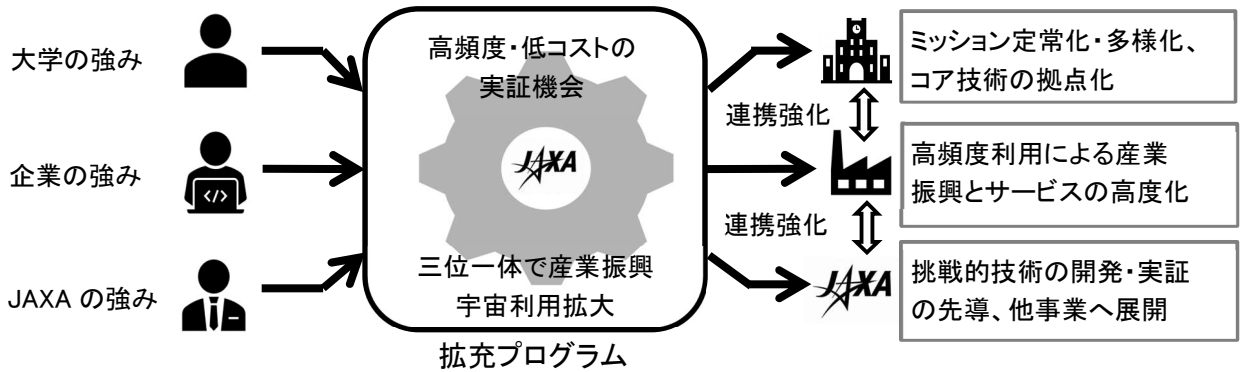 大学の強み
企業の強み
</>
JAXA の強み
高頻度・低コストの
実証機会
JAXA
三位一体で産業振興
宇宙利用拡大
拡充プログラム
連携強化
連携強化
JAXA
ミッション定常化・多様化、
コア技術の拠点化
高頻度利用による産業
振興とサービスの高度化
挑戦的技術の開発・実証
の先導、他事業へ展開